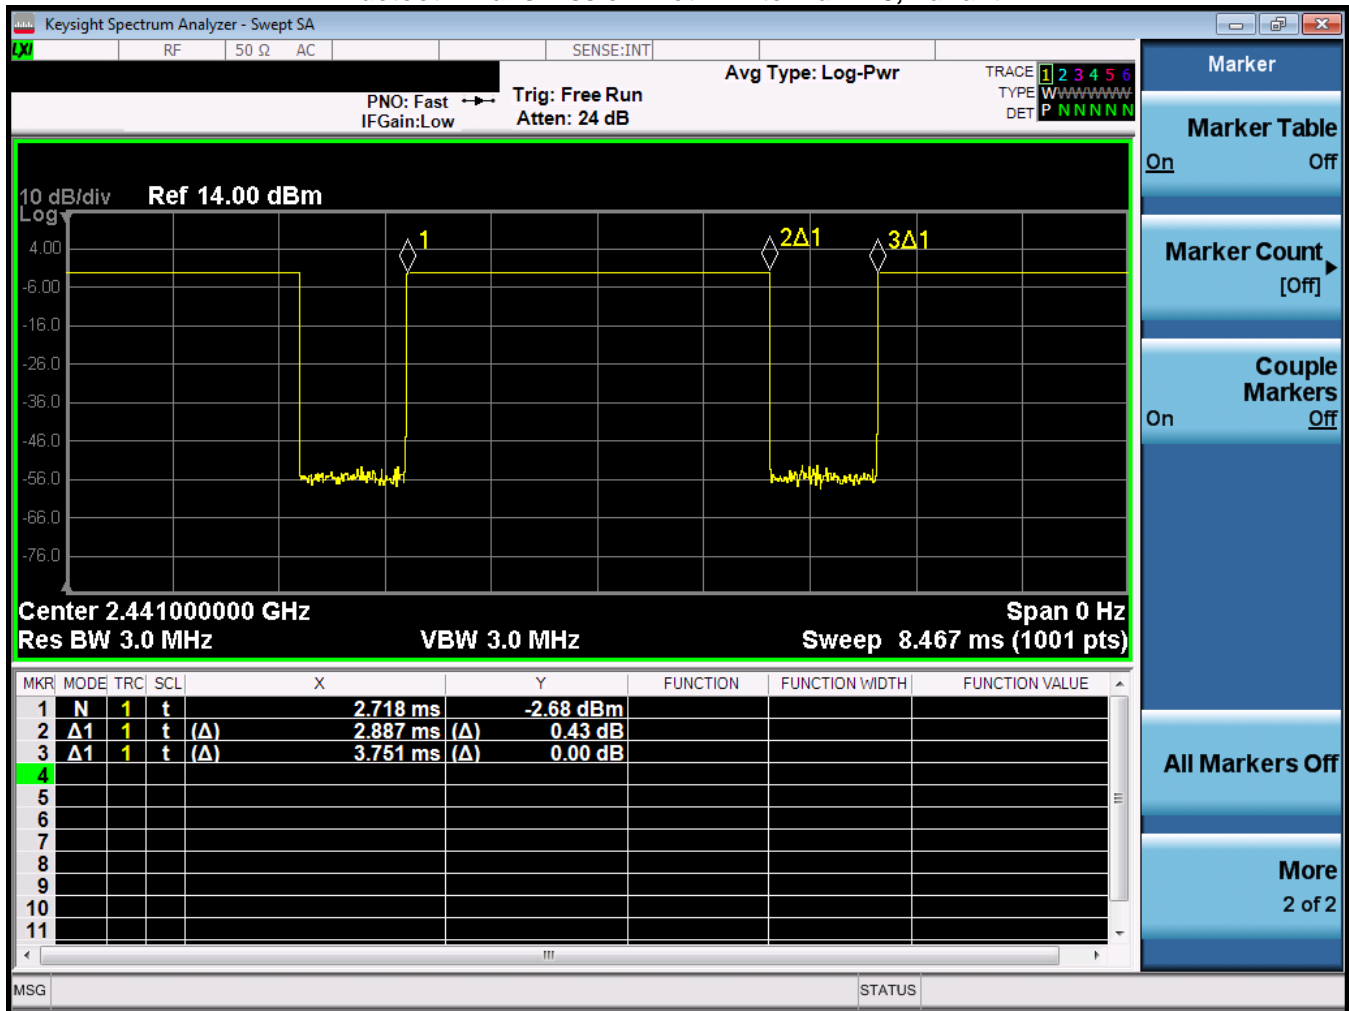 Keysight Spectrum Analyzer - Swept SA
LXI RF 50 Ω AC SENSE:INT
Avg Type: Log-Pwr
TRACE 1 2 3 4 5 6
TYPE WWWWWW
DET P N N N N N
PNO: Fast
IFGain:Low
Trig: Free Run
Atten: 24 dB
10 dB/div Ref 14.00 dBm
Log
4.00
-6.00
-16.0
-26.0
-36.0
-46.0
-56.0
-66.0
-76.0
1 2Δ1 3Δ1
Center 2.441000000 GHz Span 0 Hz
Res BW 3.0 MHz VBW 3.0 MHz Sweep 8.467 ms (1001 pts)
MKR MODE TRC SCL X Y FUNCTION FUNCTION WIDTH FUNCTION VALUE
1 N 1 t 2.718 ms -2.68 dBm
2 Δ1 1 t (Δ) 2.887 ms (Δ) 0.43 dB
3 Δ1 1 t (Δ) 3.751 ms (Δ) 0.00 dB
4
5
6
7
8
9
10
11
MSG STATUS
Marker
Marker Table
On Off
Marker Count
[Off]
Couple
Markers
On Off
All Markers Off
More
2 of 2